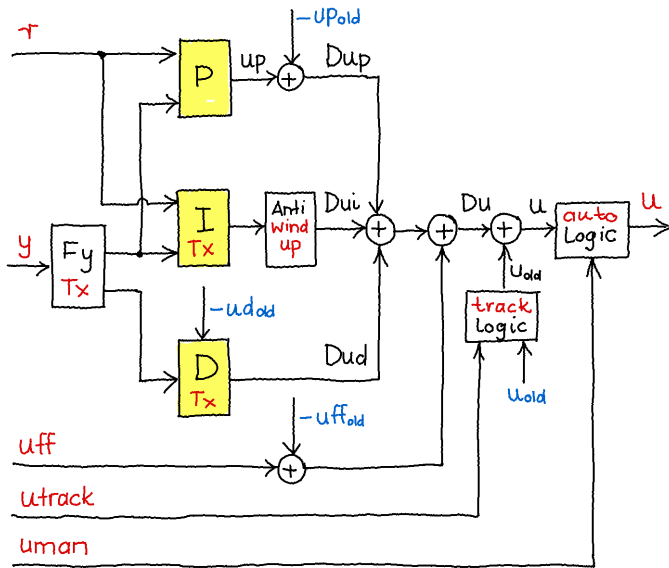 -upold
r
up
Dup
P
I
Tx
Anti
wind
up
Dui
Du
u
auto
Logic
u
y
Fy
Tx
uold
-udold
track
Logic
D
Tx
Dud
uold
-uffold
uff
utrack
uman